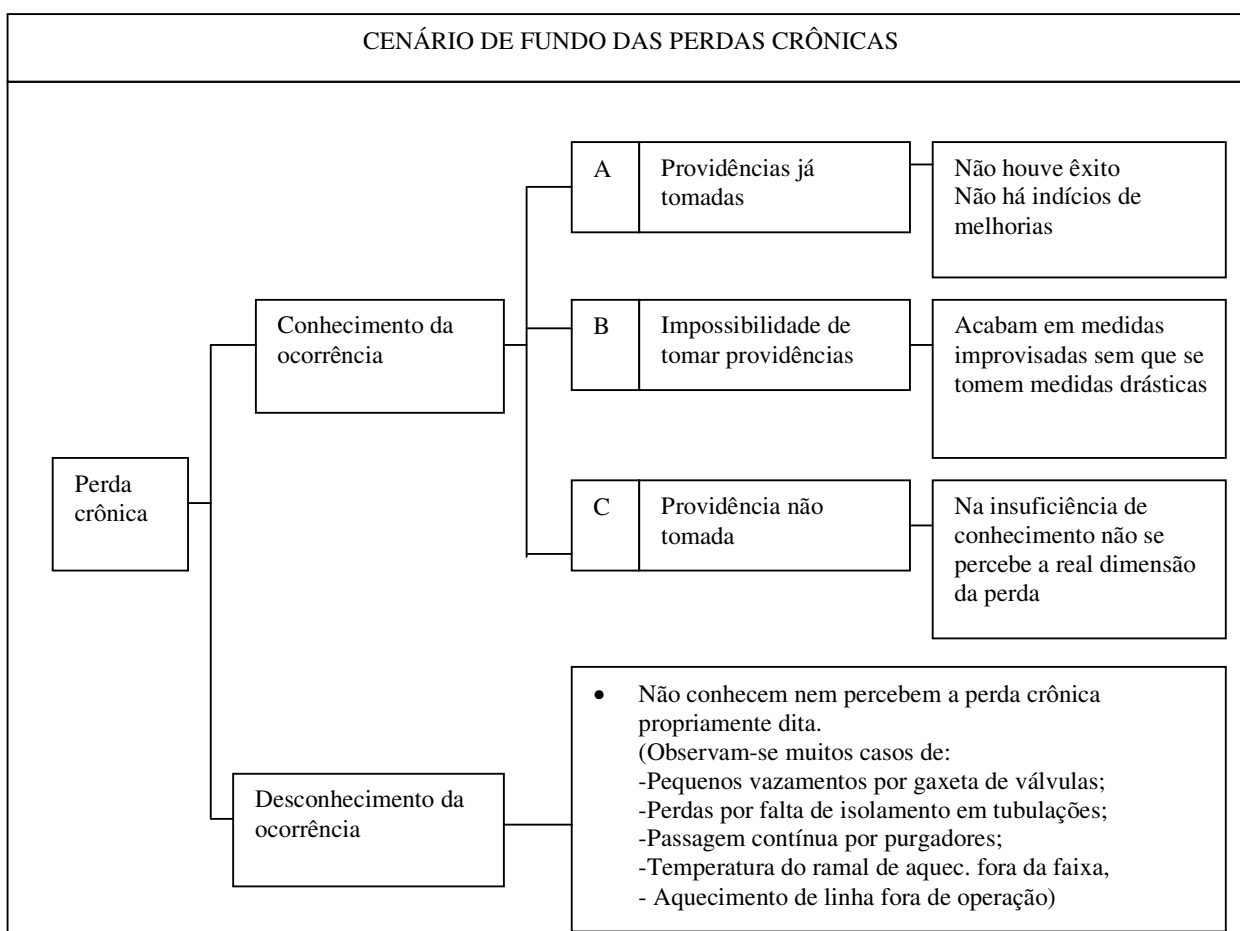 CENÁRIO DE FUNDO DAS PERDAS CRÔNICAS
A
Providências já
tomadas
Não houve êxito
Não há indícios de
melhorias
Conhecimento da
ocorrência
B
Impossibilidade de
tomar providências
Acabam em medidas
improvisadas sem que se
tomem medidas drásticas
Perda
crônica
C
Providência não
tomada
Na insuficiência de
conhecimento não se
percebe a real dimensão
da perda
Desconhecimento da
ocorrência
• Não conhecem nem percebem a perda crônica
propriamente dita.
(Observam-se muitos casos de:
-Pequenos vazamentos por gaxeta de válvulas;
-Perdas por falta de isolamento em tubulações;
-Passagem contínua por purgadores;
-Temperatura do ramal de aquec. fora da faixa,
- Aquecimento de linha fora de operação)